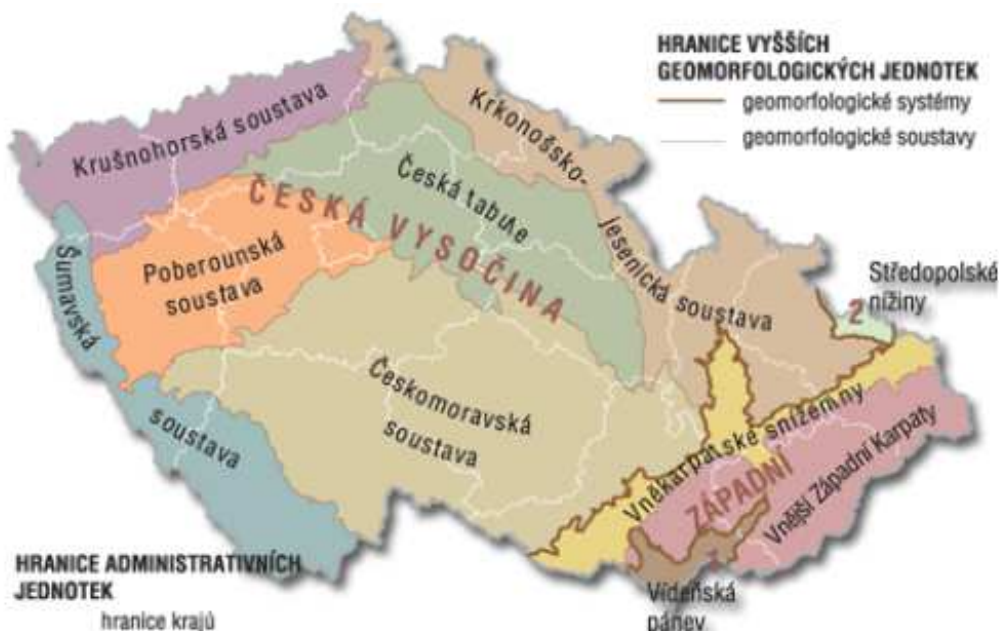 HRANICE VYŠŠÍCH
GEOMORFOLOGICKÝCH JEDNOTEK
geomorfologické systémy
geomorfologické soustavy
Krušnohorská soustava
Krkonošsko-
jesenická soustava
Česká tabule
ČESKÁ VYSOČINA
Poberounská
soustava
Šumavská
soustava
Středopolské
nížiny
2
Českomoravská
soustava
Vněkarpatské sníženiny
ZÁPADNÍ
Vnější Západní Karpaty
Vídeňská
pánev
HRANICE ADMINISTRATIVNÍCH
JEDNOTEK
hranice krajů